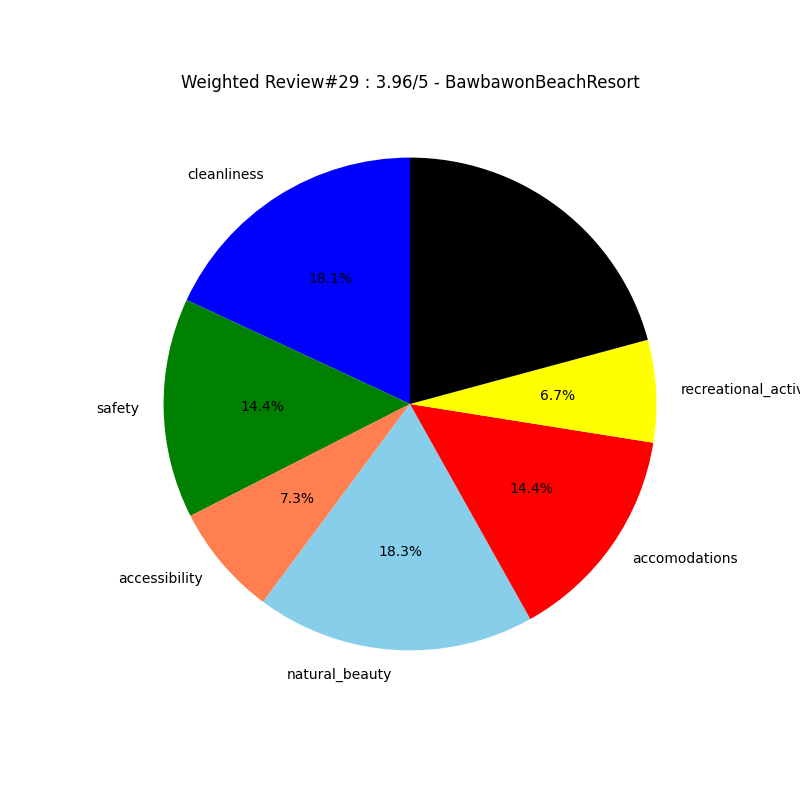 Weighted Review#29 : 3.96/5 - BawbawonBeachResort
cleanliness
18.1%
recreational_activ
6.7%
safety
14.4%
14.4%
7.3%
accomodations
18.3%
accessibility
natural_beauty